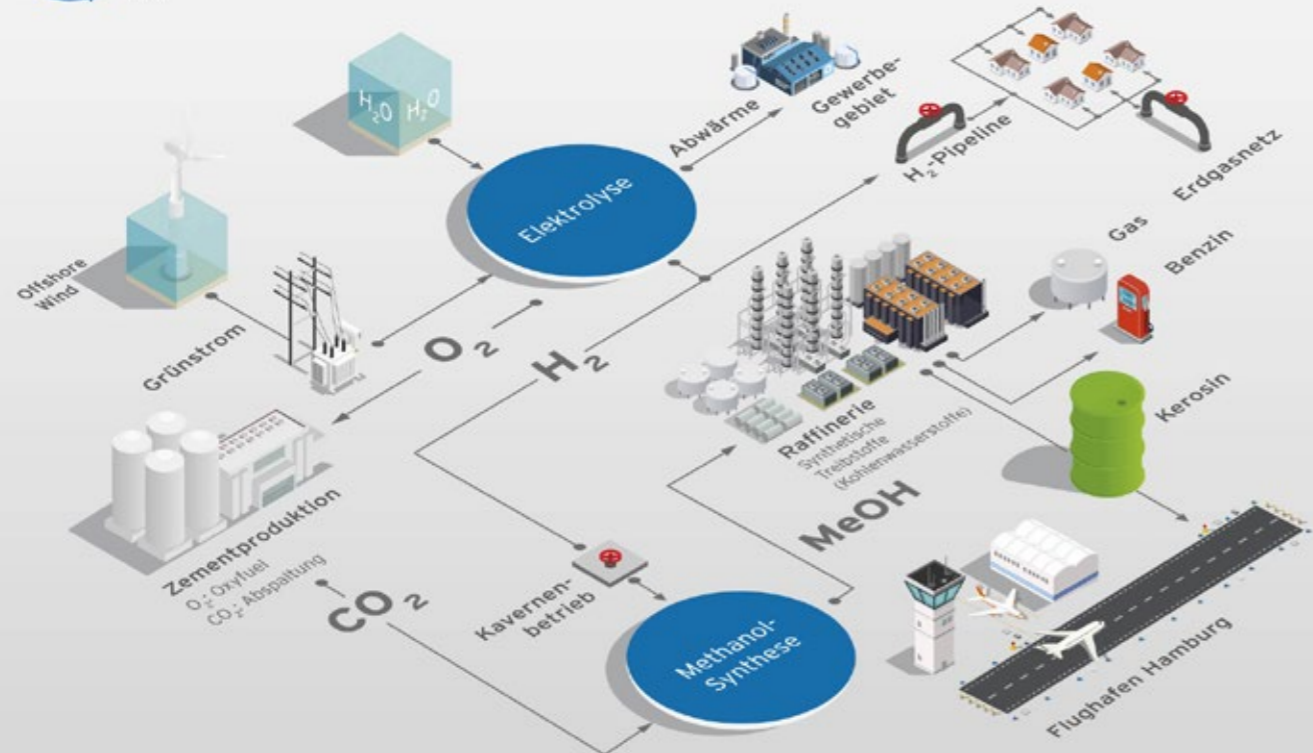 H₂O H₂O
Elektrolyse
Abwärme
Gewerbe-
gebiet
H₂-Pipeline
Erdgasnetz
Offshore
Wind
Grünstrom
O₂
H₂
Gas
Benzin
Kerosin
Raffinerie
Synthetische
Treibstoffe
(Kohlenwasserstoffe)
MeOH
Zementproduktion
O₂: Oxyfuel
CO₂: Abspaltung
CO₂
Kavernen-
betrieb
Methanol-
Synthese
Flughafen Hamburg